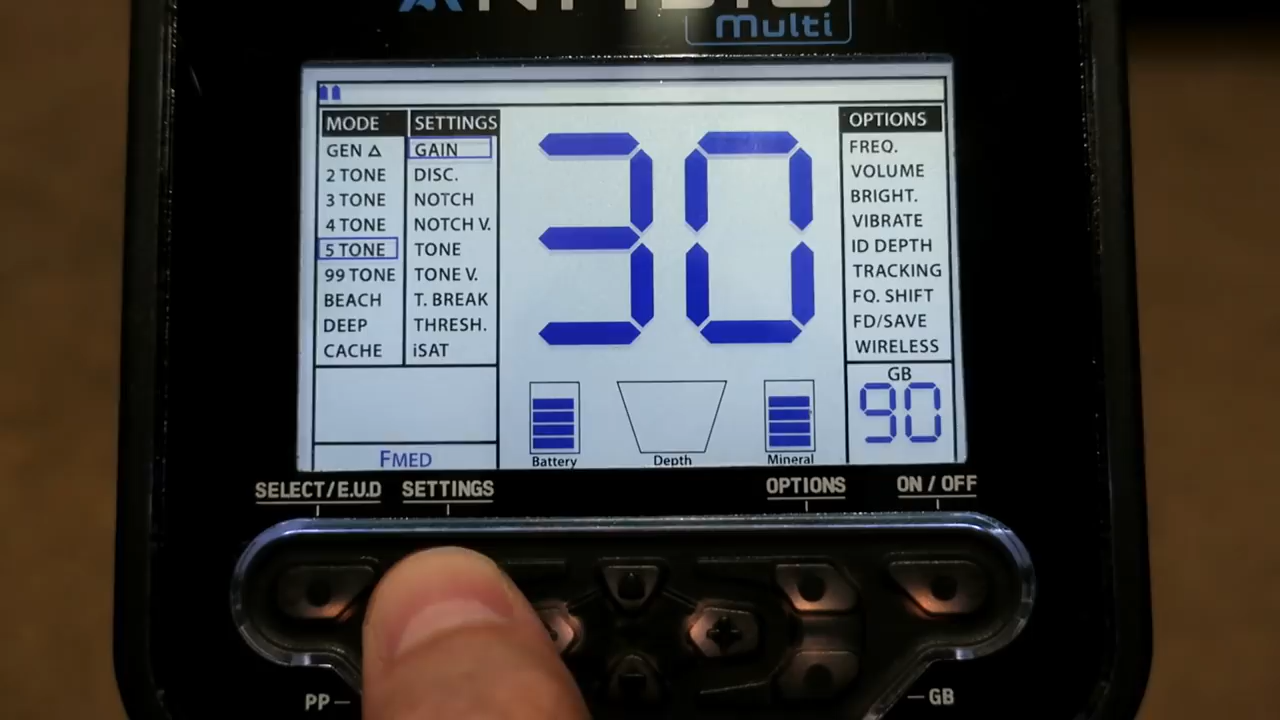 Multi
MODE
GEN
2 TONE
3 TONE
4 TONE
5 TONE
99 TONE
BEACH
DEEP
CACHE
SETTINGS
GAIN
DISC.
NOTCH
NOTCH V.
TONE
TONE V.
T. BREAK
THRESH.
iSAT
30
OPTIONS
FREQ.
VOLUME
BRIGHT.
VIBRATE
ID DEPTH
TRACKING
FQ. SHIFT
FD/SAVE
WIRELESS
GB
90
FMED
Battery
Depth
Mineral
SELECT/E.U.D
SETTINGS
OPTIONS
ON / OFF
PP
GB